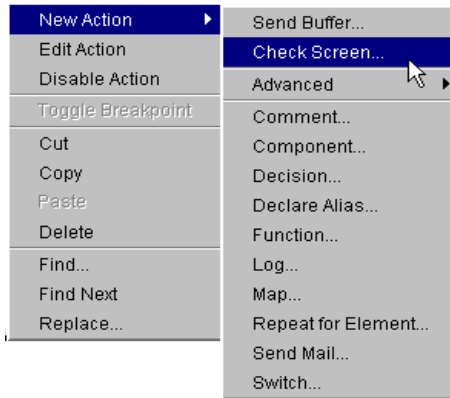 New Action
Edit Action
Disable Action
Toggle Breakpoint
Cut
Copy
Paste
Delete
Find...
Find Next
Replace...
Send Buffer...
Check Screen...
Advanced
Comment...
Component...
Decision...
Declare Alias...
Function...
Log...
Map...
Repeat for Element...
Send Mail...
Switch...